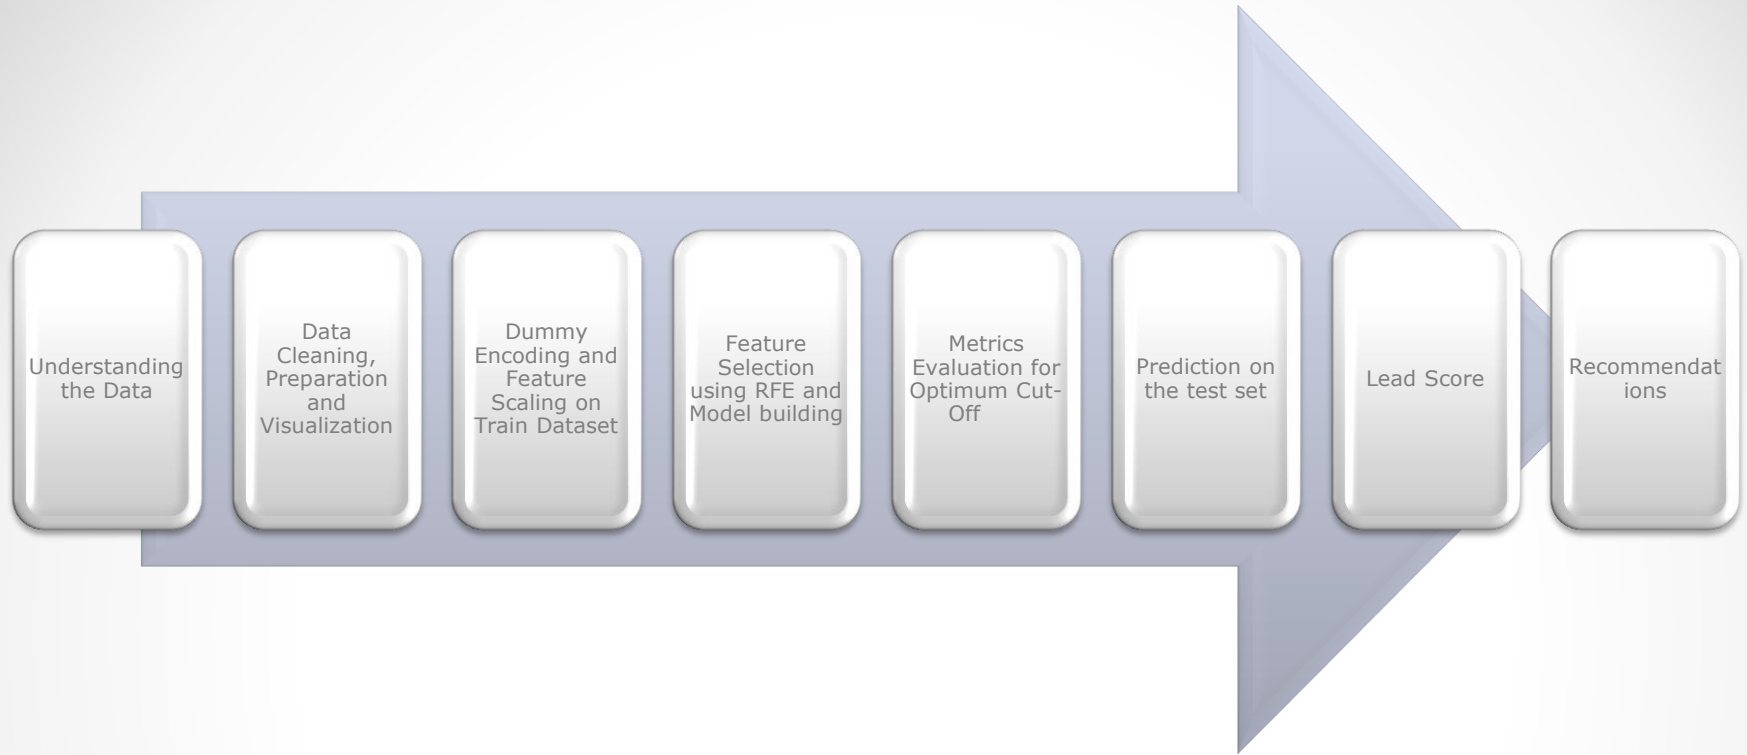 Understanding
the Data
Data
Cleaning,
Preparation
and
Visualization
Dummy
Encoding and
Feature
Scaling on
Train Dataset
Feature
Selection
using RFE and
Model building
Metrics
Evaluation for
Optimum Cut-
Off
Prediction on
the test set
Lead Score
Recommendat
ions